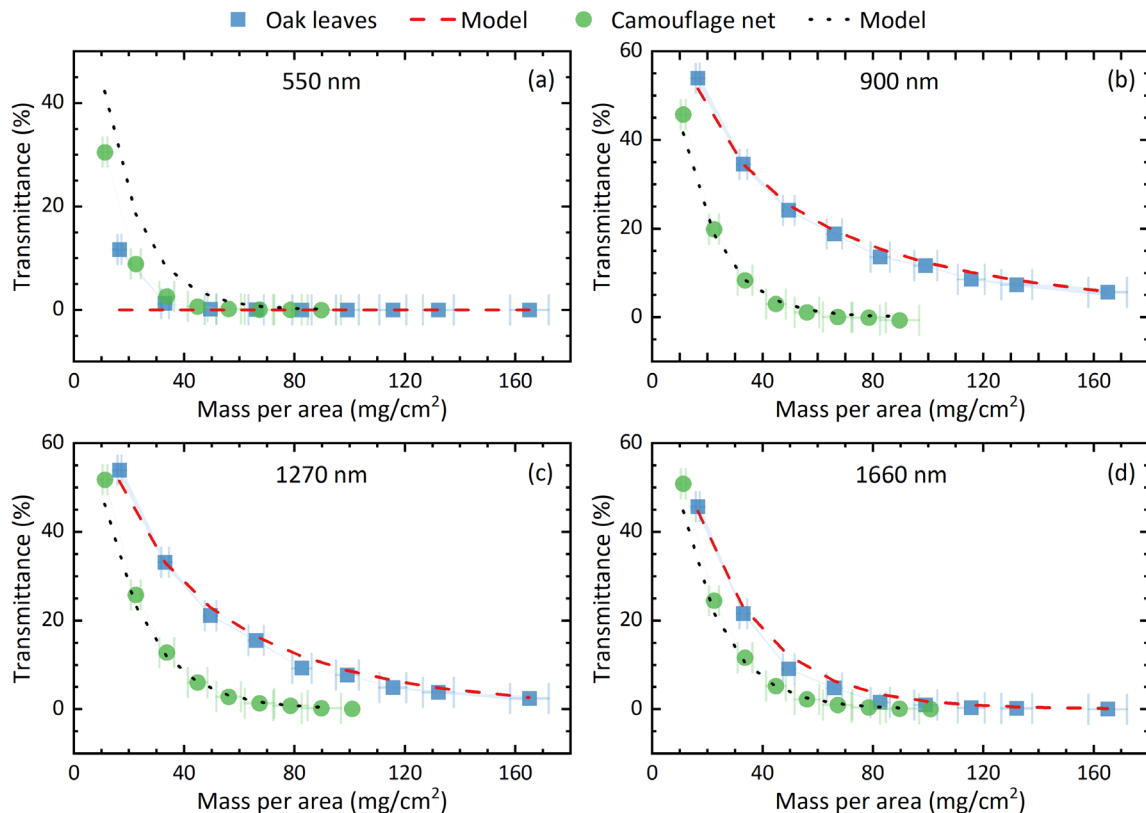 Oak leaves Model Camouflage net Model
550 nm (a)
Transmittance (%)
40
20
0
0 40 80 120 160
Mass per area (mg/cm²)
900 nm (b)
Transmittance (%)
60
40
20
0
0 40 80 120 160
Mass per area (mg/cm²)
1270 nm (c)
Transmittance (%)
60
40
20
0
0 40 80 120 160
Mass per area (mg/cm²)
1660 nm (d)
Transmittance (%)
60
40
20
0
0 40 80 120 160
Mass per area (mg/cm²)